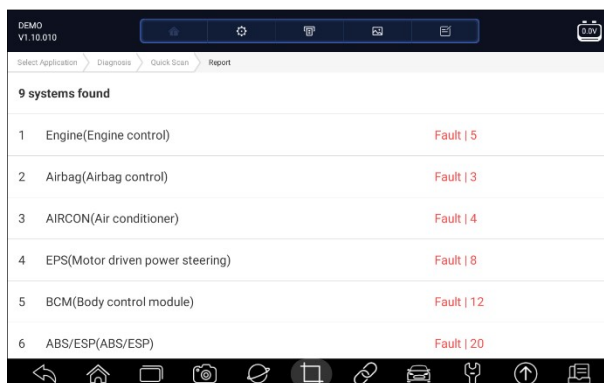 DEMO
V1.10.010
0.0V
Select Application Diagnosis Quick Scan Report
9 systems found
1 Engine(Engine control) Fault | 5
2 Airbag(Airbag control) Fault | 3
3 AIRCON(Air conditioner) Fault | 4
4 EPS(Motor driven power steering) Fault | 8
5 BCM(Body control module) Fault | 12
6 ABS/ESP(ABS/ESP) Fault | 20